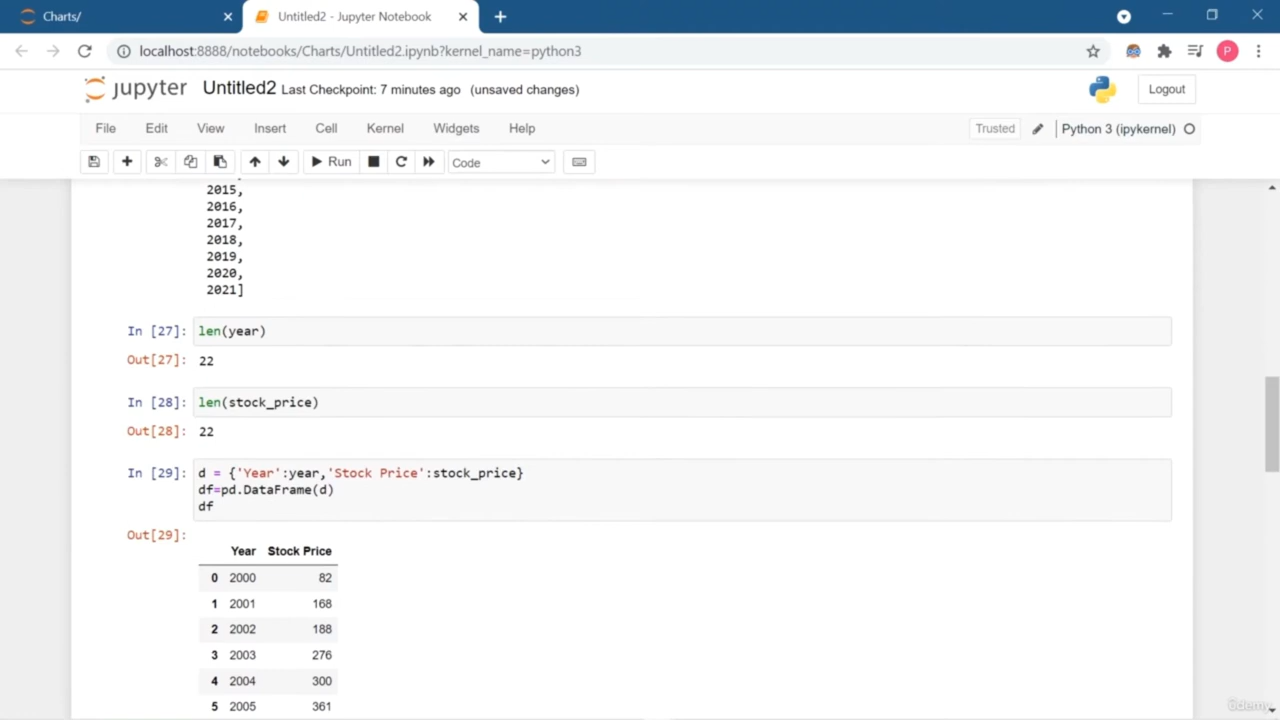 Charts/
Untitled2 - Jupyter Notebook
localhost:8888/notebooks/Charts/Untitled2.ipynb?kernel_name=python3
P
jupyter Untitled2 Last Checkpoint: 7 minutes ago (unsaved changes)
Logout
File Edit View Insert Cell Kernel Widgets Help
Trusted Python 3 (ipykernel)
Run Code
2015,
2016,
2017,
2018,
2019,
2020,
2021]
In [27]: len(year)
Out[27]: 22
In [28]: len(stock_price)
Out[28]: 22
In [29]: d = {'Year':year,'Stock Price':stock_price}
df=pd.DataFrame(d)
df
Out[29]:
Year Stock Price
0 2000 82
1 2001 168
2 2002 188
3 2003 276
4 2004 300
5 2005 361
ûdemy